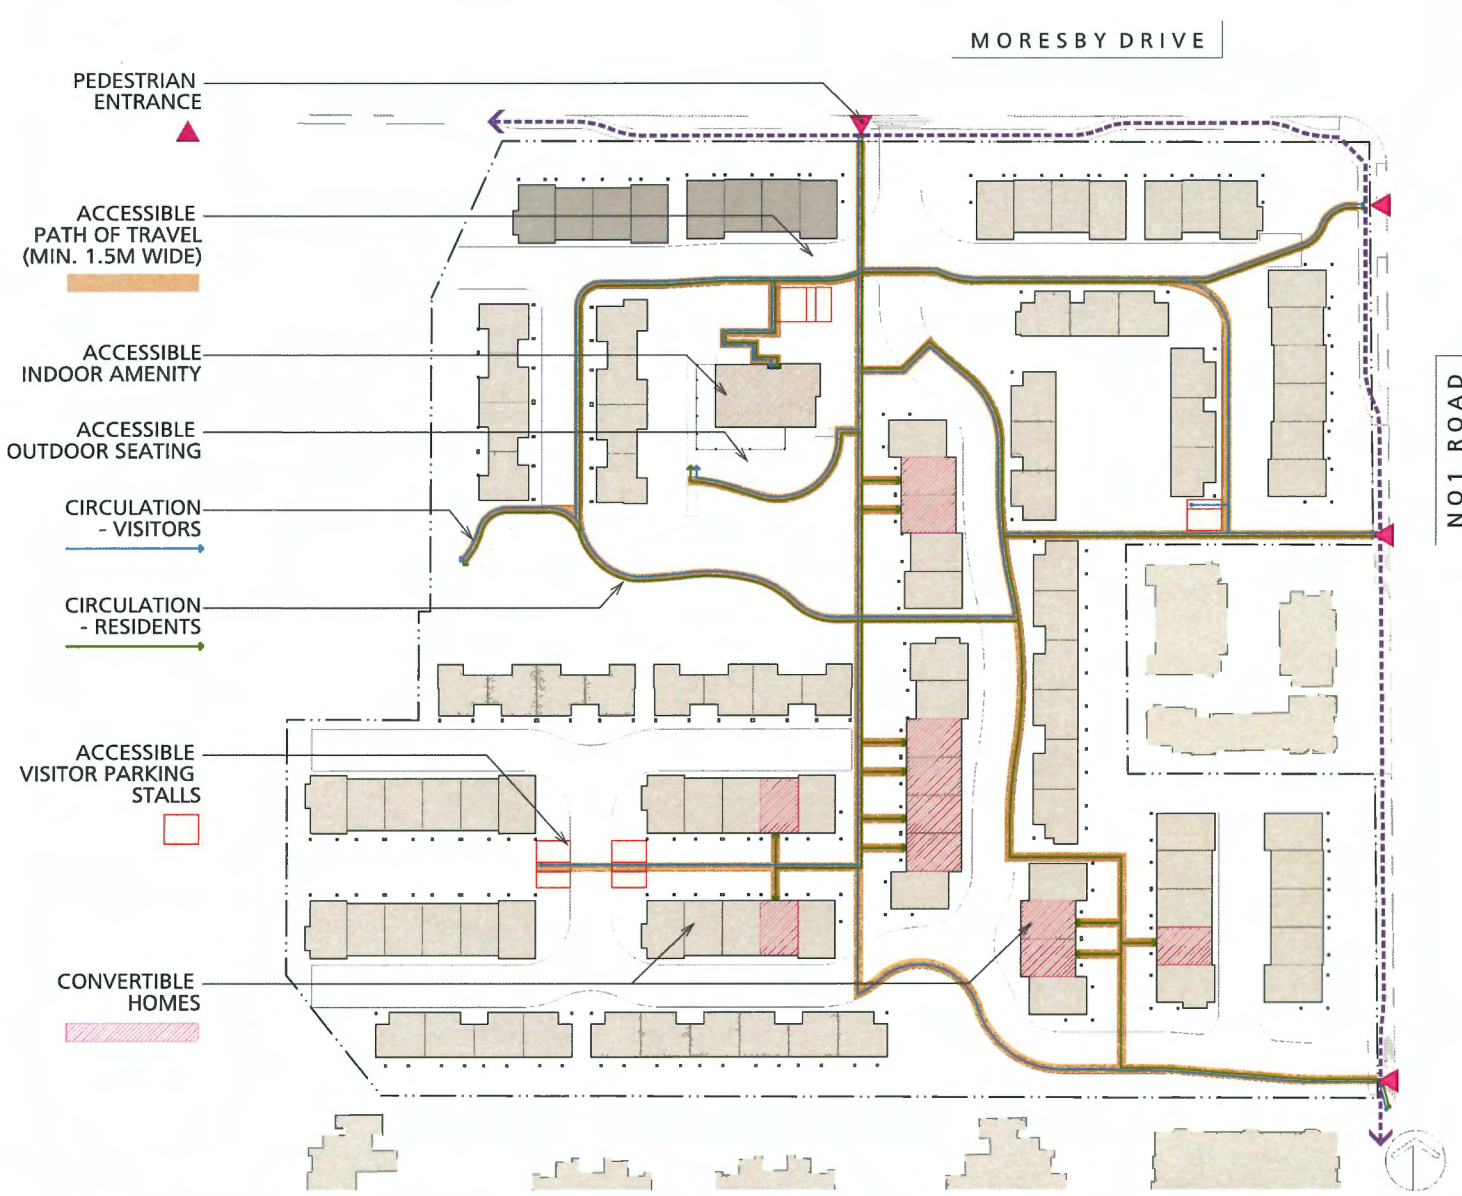 MORESBY DRIVE
PEDESTRIAN
ENTRANCE
ACCESSIBLE
PATH OF TRAVEL
(MIN. 1.5M WIDE)
ACCESSIBLE
INDOOR AMENITY
ACCESSIBLE
OUTDOOR SEATING
CIRCULATION
- VISITORS
CIRCULATION
- RESIDENTS
ACCESSIBLE
VISITOR PARKING
STALLS
CONVERTIBLE
HOMES
NO1 ROAD